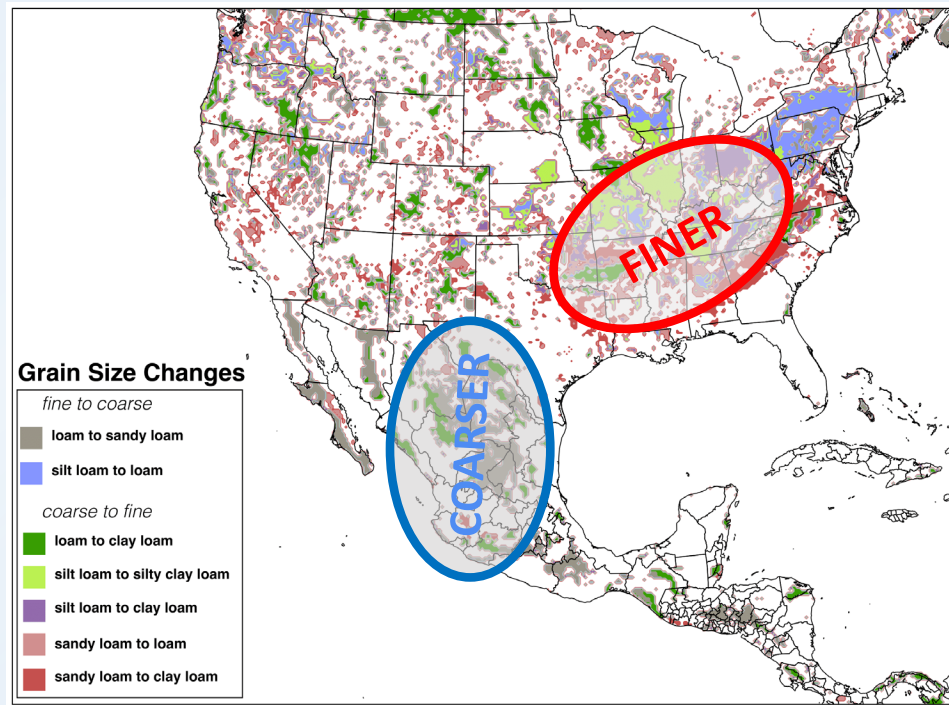 FINER
COARSER
Grain Size Changes
fine to coarse
loam to sandy loam
silt loam to loam
coarse to fine
loam to clay loam
silt loam to silty clay loam
silt loam to clay loam
sandy loam to loam
sandy loam to clay loam